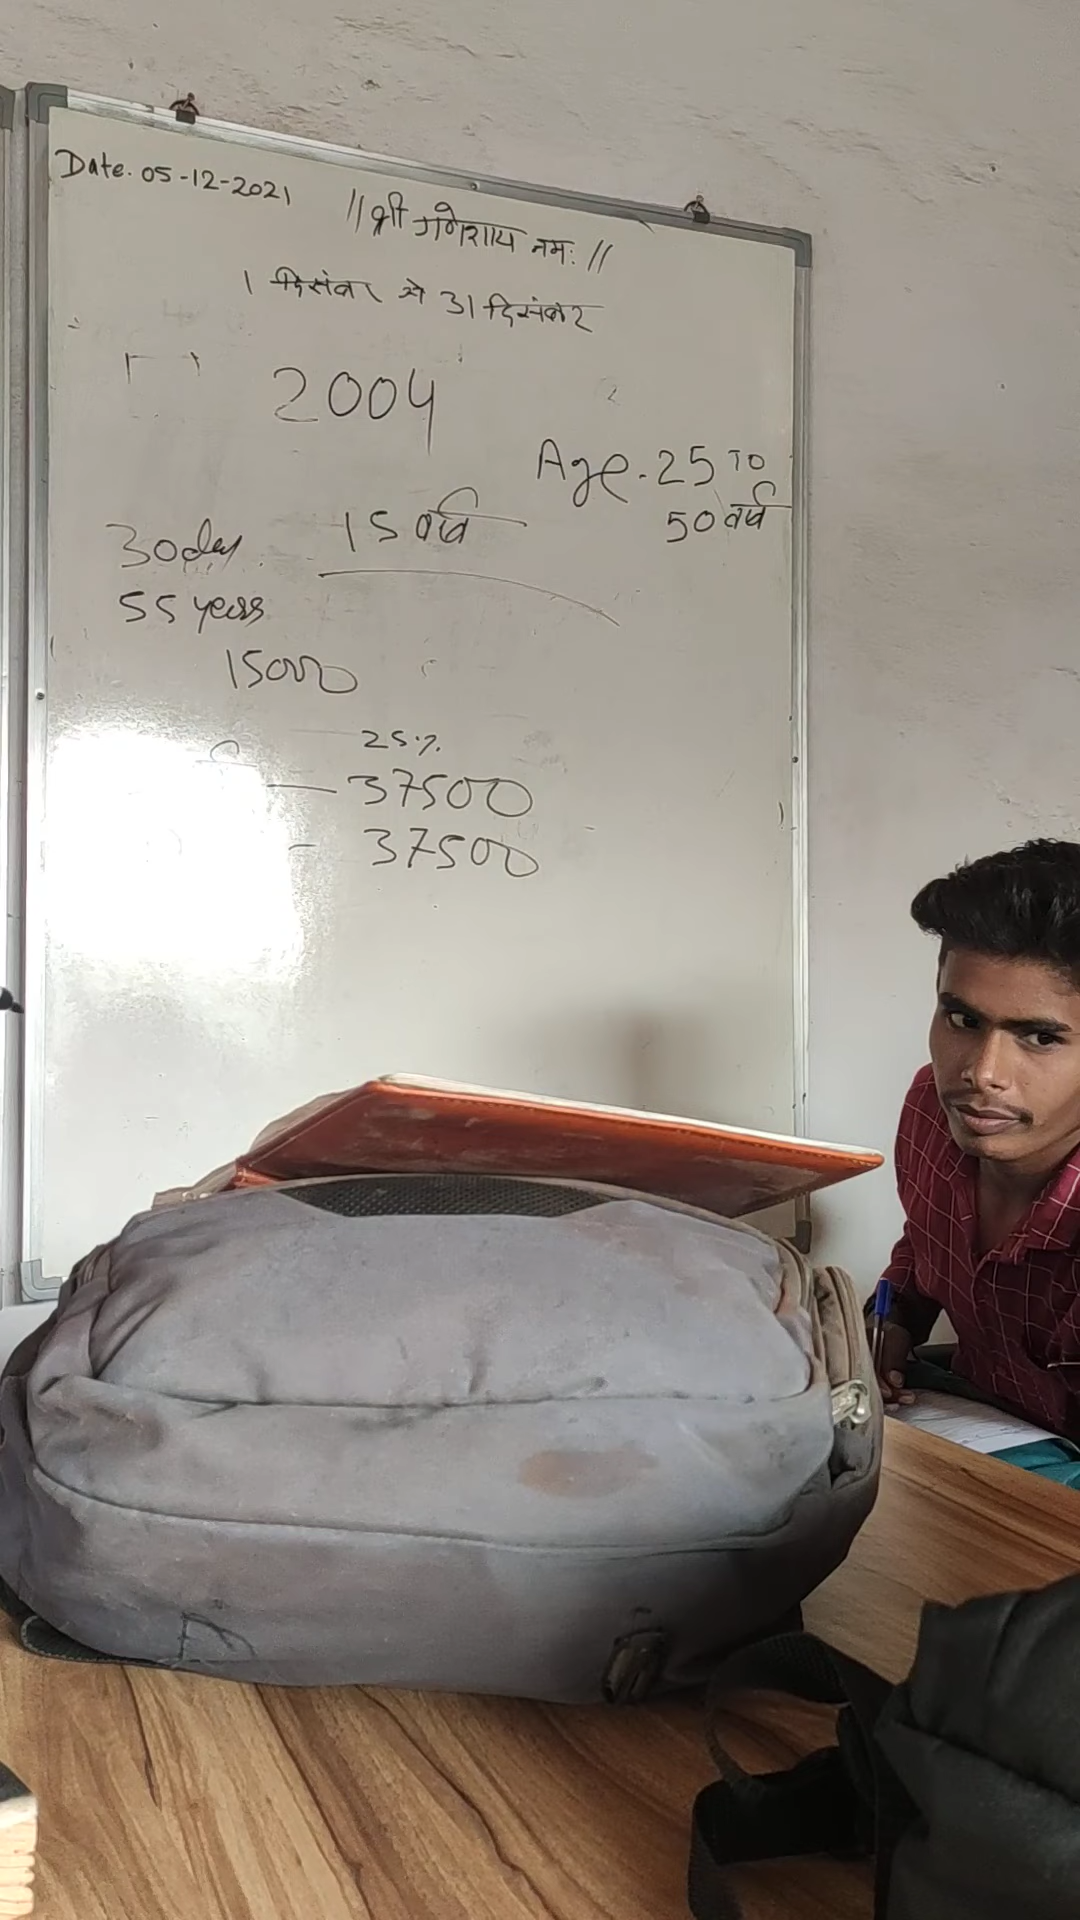 Date. 05-12-2021
// श्री गणेशाय नमः //
1 दिसंबर से 31 दिसंबर
2004
Age. 25 TO
50 वर्ष
15 वर्ष
30 day
55 years
15000
25%
37500
37500